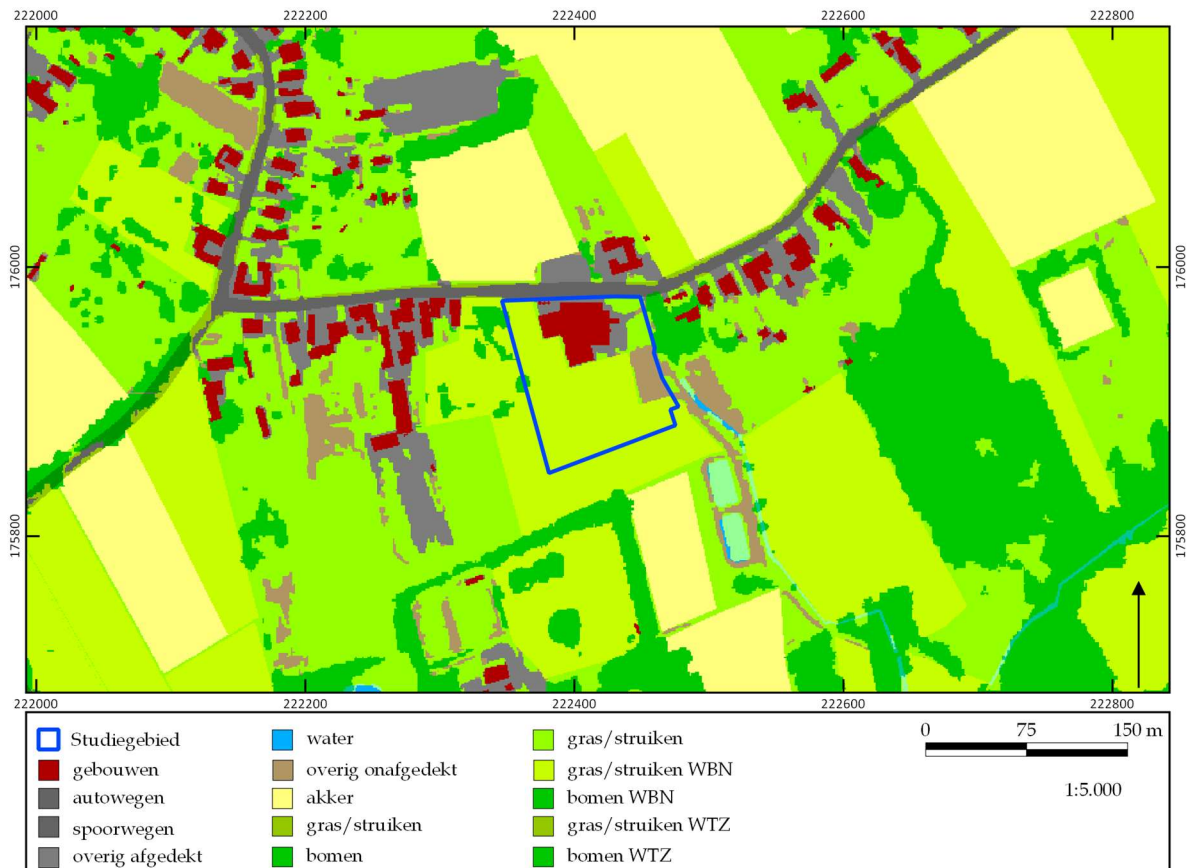 222000 222200 222400 222600 222800
176000 176000
175800 175800
222000 222200 222400 222600 222800
Studiegebied
gebouwen
autowegen
spoorwegen
overig afgedekt
water
overig onafgedekt
akker
gras/struiken
bomen
gras/struiken
gras/struiken WBN
bomen WBN
gras/struiken WTZ
bomen WTZ
0 75 150 m
1:5.000